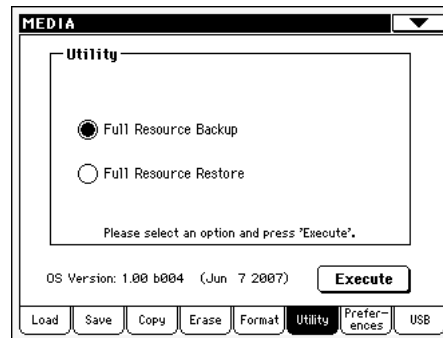 MEDIA
Utility
Full Resource Backup
Full Resource Restore
Please select an option and press 'Execute'.
OS Version: 1.00 b004 (Jun 7 2007)
Execute
Load Save Copy Erase Format Utility Prefer-
ences USB